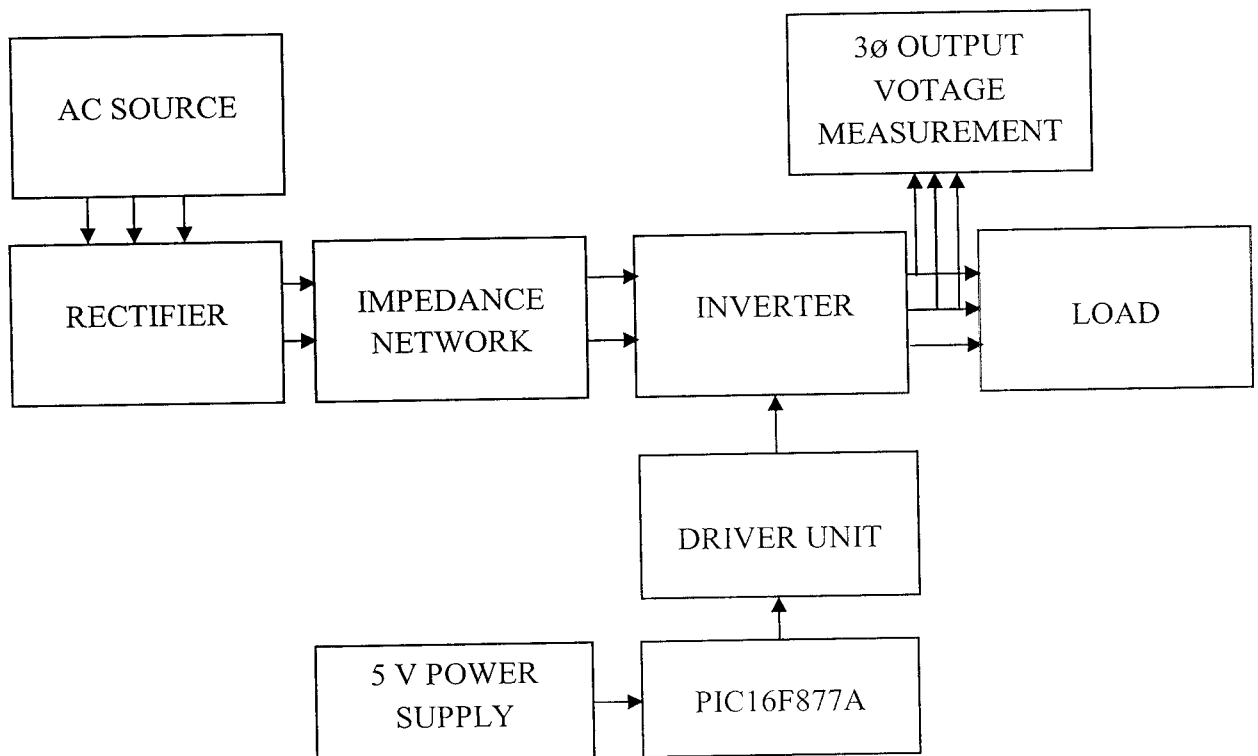 AC SOURCE
3ø OUTPUT
VOTAGE
MEASUREMENT
RECTIFIER
IMPEDANCE
NETWORK
INVERTER
LOAD
DRIVER UNIT
5 V POWER
SUPPLY
PIC16F877A